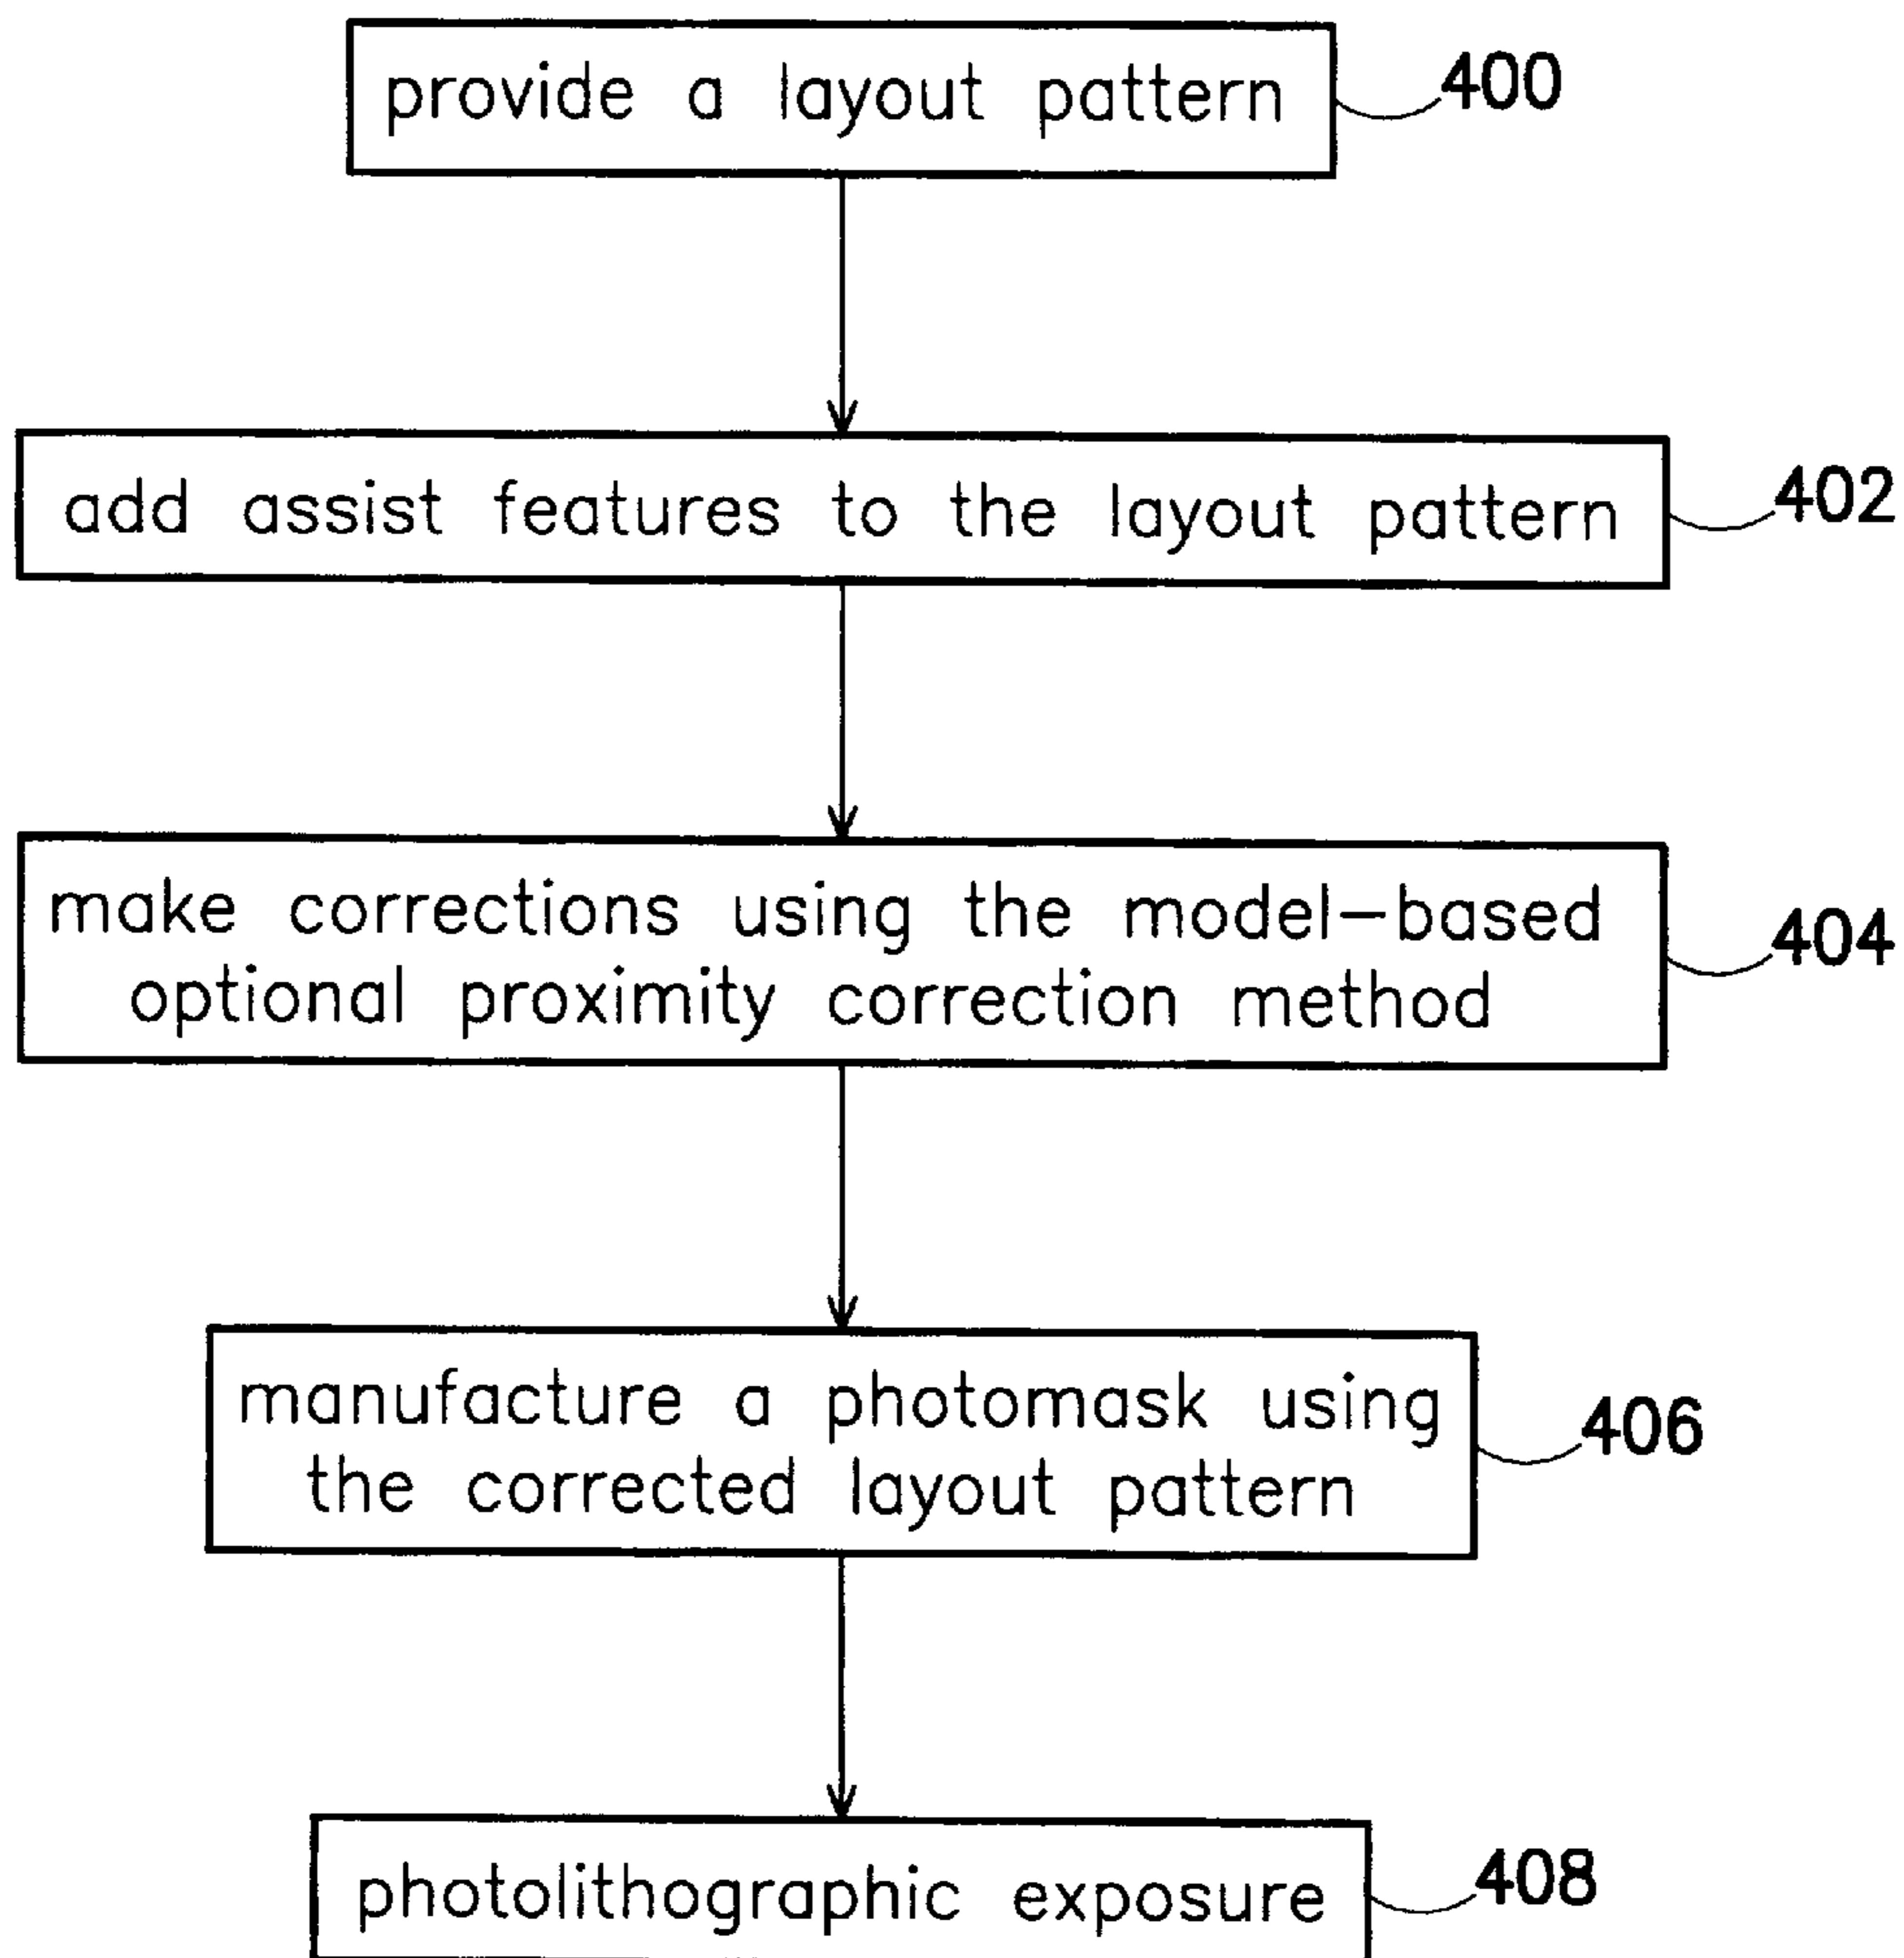 provide a layout pattern 400
add assist features to the layout pattern 402
make corrections using the model-based
optional proximity correction method
404
manufacture a photomask using
the corrected layout pattern
406
photolithographic exposure 408